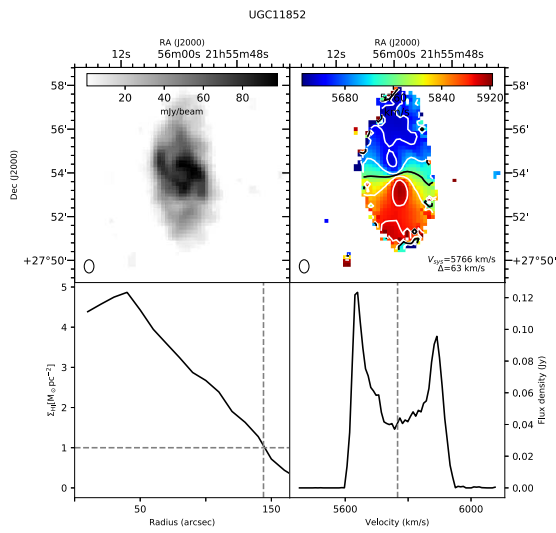 UGC11852
RA (J2000)
12s 56m00s 21h55m48s
RA (J2000)
12s 56m00s 21h55m48s
58' 56' 54' 52' +27°50'
Dec (J2000)
20 40 60 80
mJy/beam
5680 5840 5920
58' 56' 54' 52' +27°50'
V_sys=5766 km/s
Δ=63 km/s
5 4 3 2 1 0
Σ_HI[M_⊙pc⁻²]
50 150
Radius (arcsec)
0.12 0.10 0.08 0.06 0.04 0.02 0.00
Flux density (Jy)
5600 6000
Velocity (km/s)